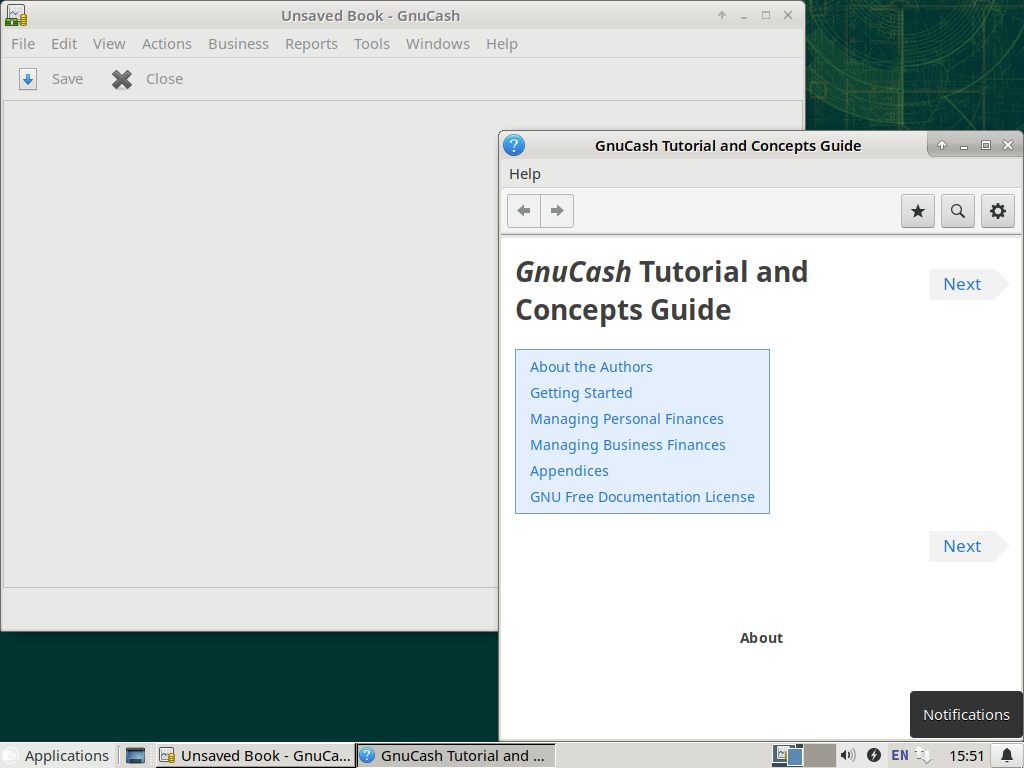 Unsaved Book - GnuCash
File Edit View Actions Business Reports Tools Windows Help
Save Close
GnuCash Tutorial and Concepts Guide
Help
GnuCash Tutorial and
Concepts Guide
Next
About the Authors
Getting Started
Managing Personal Finances
Managing Business Finances
Appendices
GNU Free Documentation License
Next
About
Notifications
Applications Unsaved Book - GnuCa... GnuCash Tutorial and ... EN 15:51